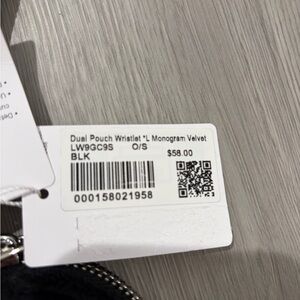 Dual Pouch Wristlet *L Monogram Velvet
LW9GC9S O/S
BLK $58.00
000158021958